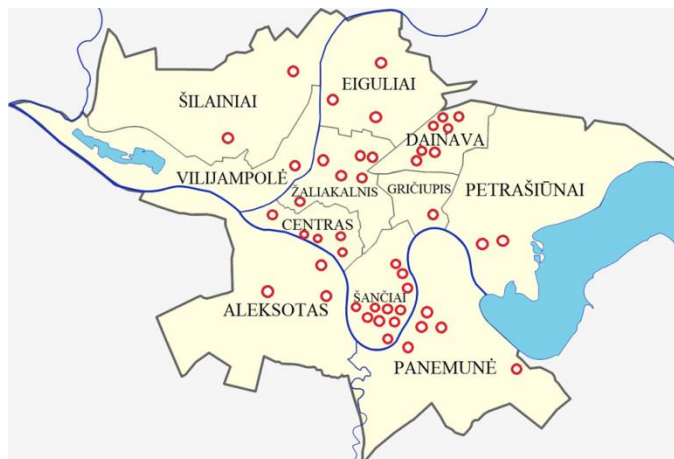 EIGULIAI
ŠILAINIAI
DAINAVA
VILIJAMPOLĖ
ŽALIAKALNIS
GRIČIUPIS
PETRAŠIŪNAI
CENTRAS
ŠANČIAI
ALEKSOTAS
PANEMUNĖ